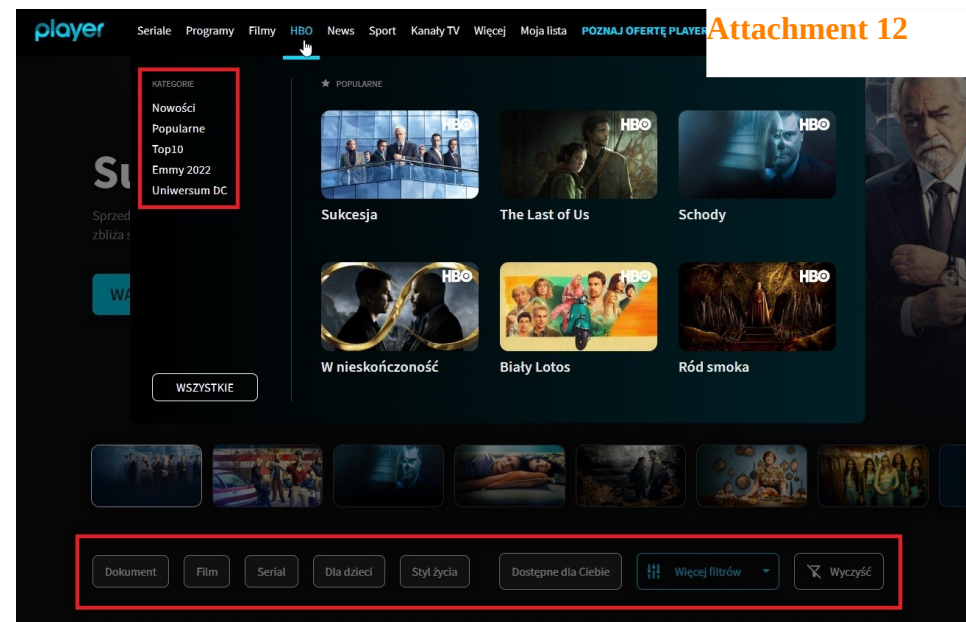 player Seriale Programy Filmy HBO News Sport Kanały TV Więcej Moja lista POZNAJ OFERTĘ PLAYER
Attachment 12
KATEGORIE
Nowości
Popularne
Top10
Emmy 2022
Uniwersum DC
WSZYSTKIE
POPULARNE
HBO HBO HBO
Sukcesja The Last of Us Schody
HBO HBO HBO
W nieskończoność Biały Lotos Ród smoka
Sprzed
zbliża s
Dokument Film Serial Dla dzieci Styl życia Dostępne dla Ciebie Więcej filtrów Wyczyść